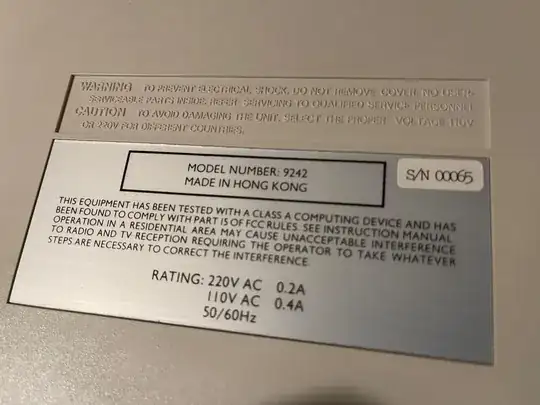 WARNING TO PREVENT ELECTRICAL SHOCK, DO NOT REMOVE COVER. NO USER-
SERVICEABLE PARTS INSIDE. REFER SERVICING TO QUALIFIED SERVICE PERSONNEL
CAUTION TO AVOID DAMAGING THE UNIT, SELECT THE PROPER VOLTAGE 110V
OR 220V FOR DIFFERENT COUNTRIES.
MODEL NUMBER: 9242
MADE IN HONG KONG
S/N 00065
THIS EQUIPMENT HAS BEEN TESTED WITH A CLASS A COMPUTING DEVICE AND HAS
BEEN FOUND TO COMPLY WITH PART 15 OF FCC RULES. SEE INSTRUCTION MANUAL
OPERATION IN A RESIDENTIAL AREA MAY CAUSE UNACCEPTABLE INTERFERENCE
TO RADIO AND TV RECEPTION REQUIRING THE OPERATOR TO TAKE WHATEVER
STEPS ARE NECESSARY TO CORRECT THE INTERFERENCE.
RATING: 220V AC 0.2A
110V AC 0.4A
50/60Hz